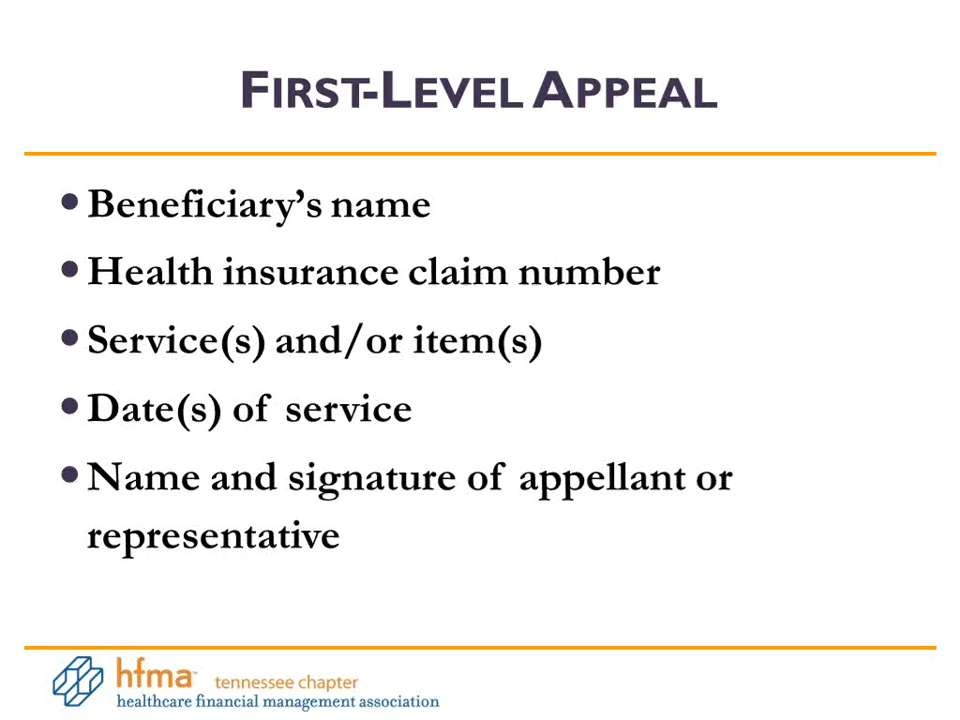 First-Level Appeal
• Beneficiary’s name
• Health insurance claim number
• Service(s) and/or item(s)
• Date(s) of service
• Name and signature of appellant or
representative
hfma™ tennessee chapter
healthcare financial management association